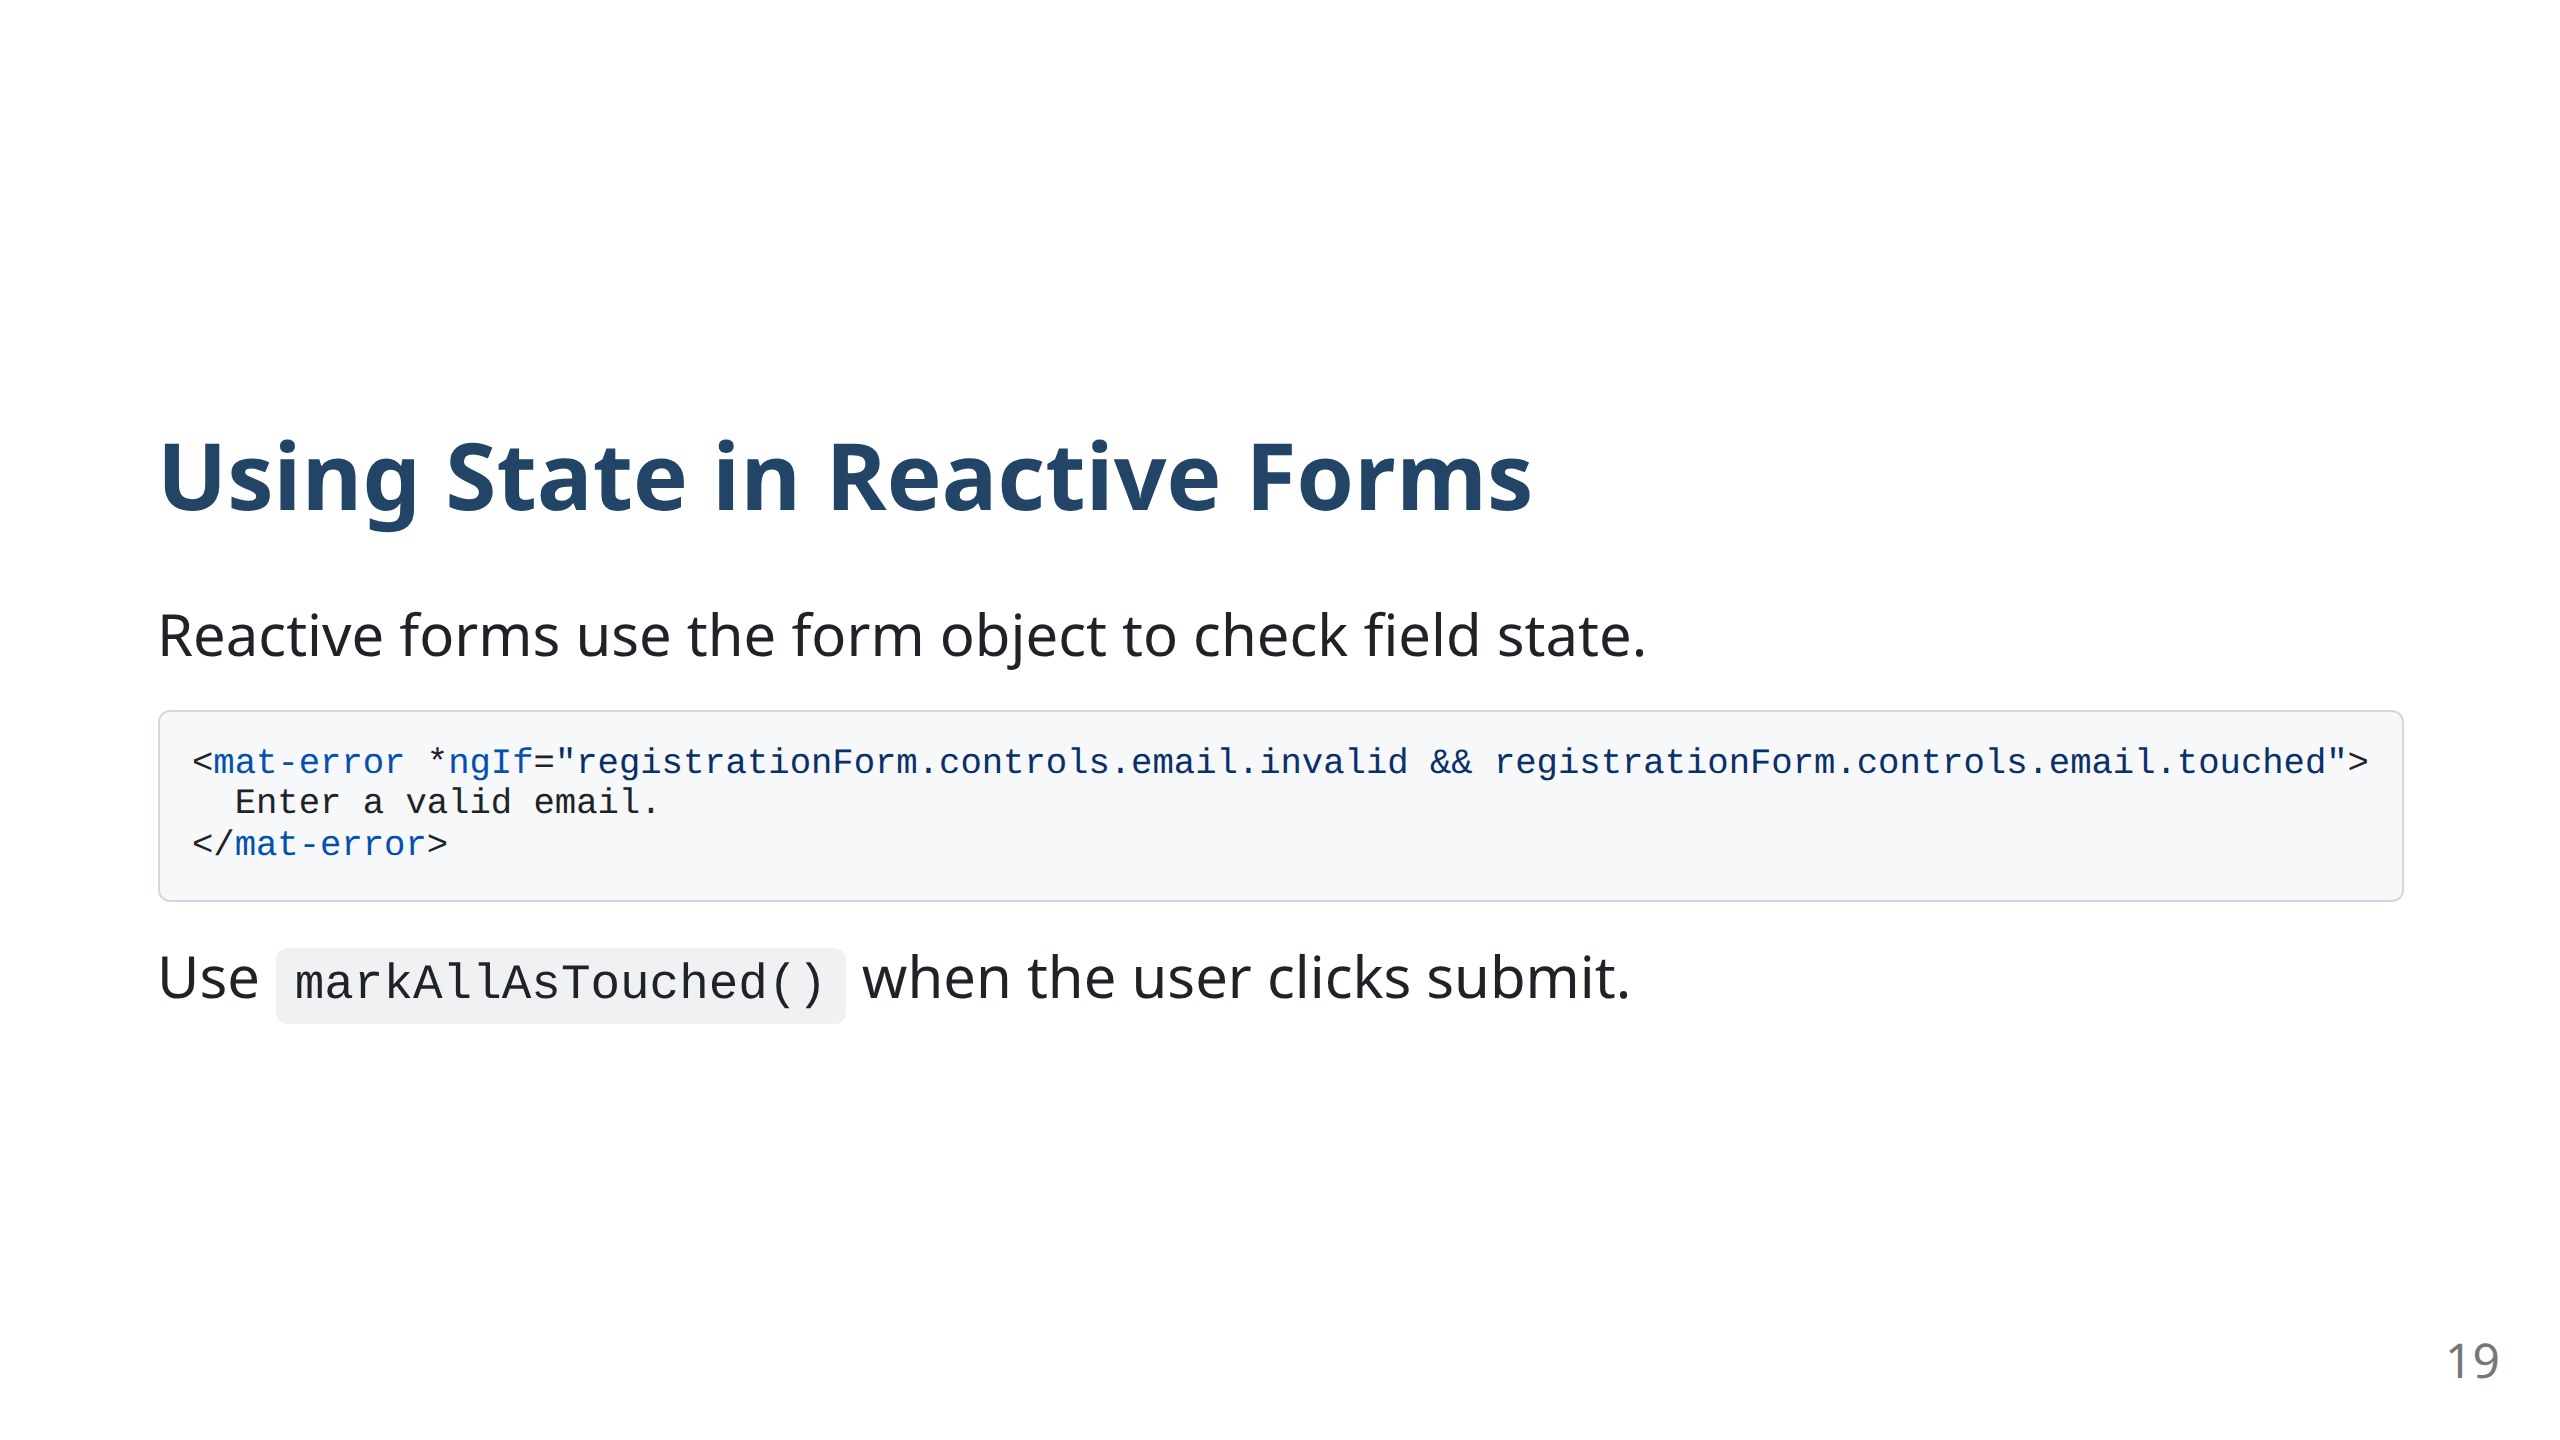 Using State in Reactive Forms
Reactive forms use the form object to check field state.
<mat-error *ngIf="registrationForm.controls.email.invalid && registrationForm.controls.email.touched">
  Enter a valid email.
</mat-error>
Use markAllAsTouched() when the user clicks submit.
19